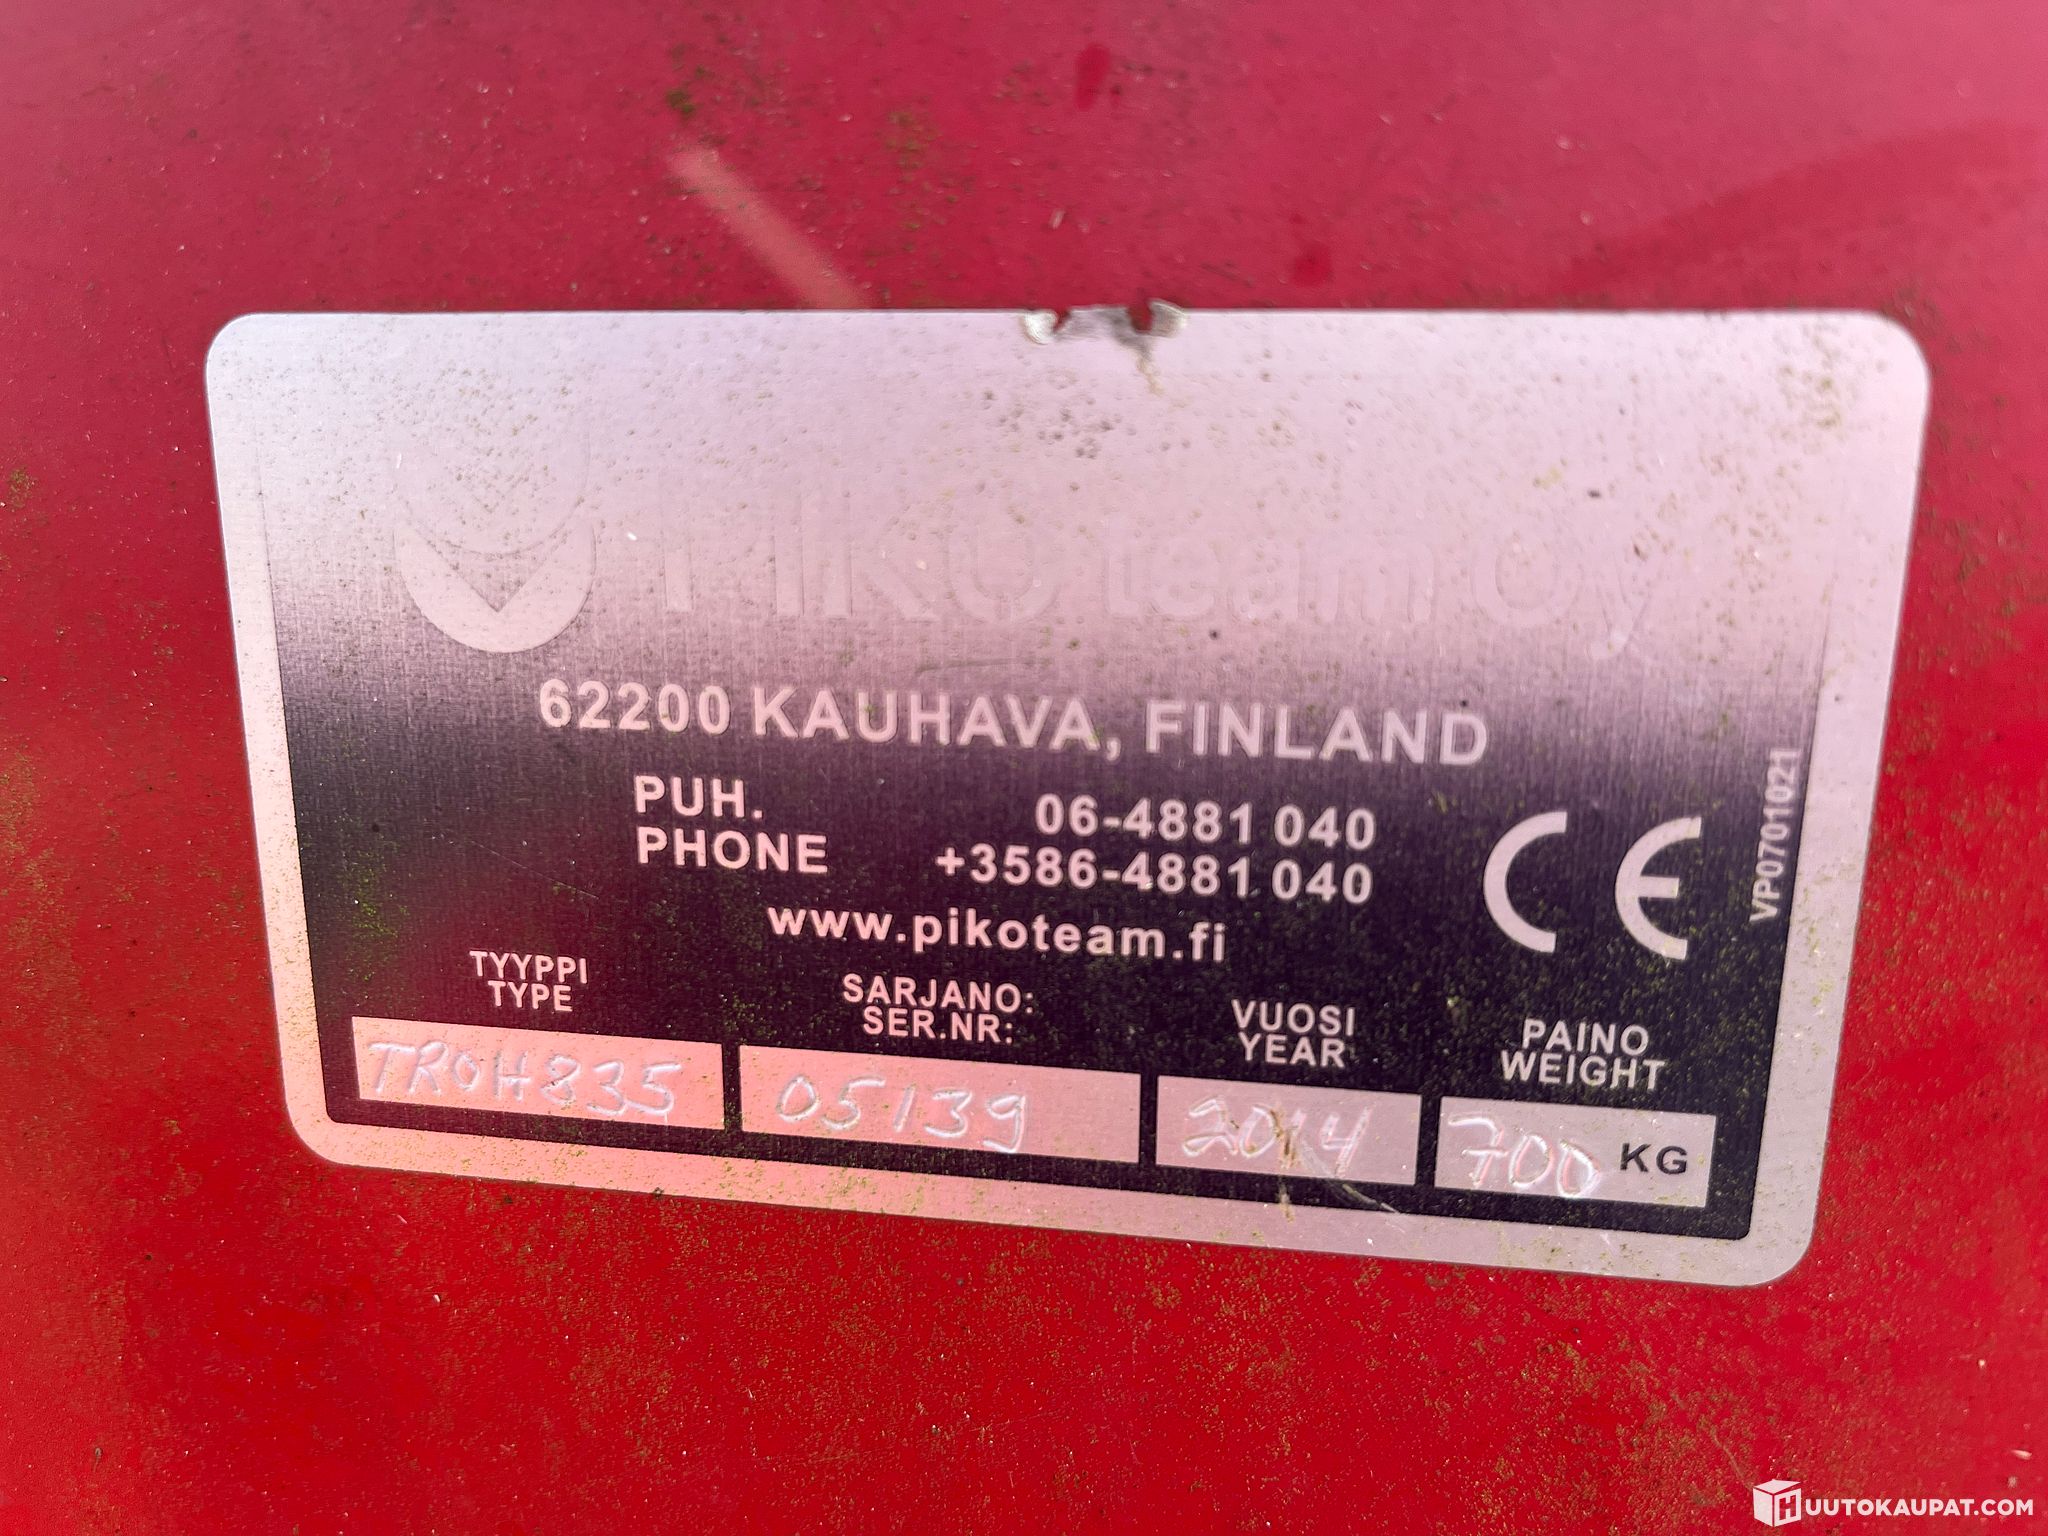 PIKOteam Oy
62200 KAUHAVA, FINLAND
PUH. 06-4881 040
PHONE +3586-4881 040
www.pikoteam.fi
VP0701021
TYYPPI
TYPE
TROH835
SARJANO:
SER.NR:
05139
VUOSI
YEAR
2014
PAINO
WEIGHT
700 KG
HUUTOKAUPAT.COM